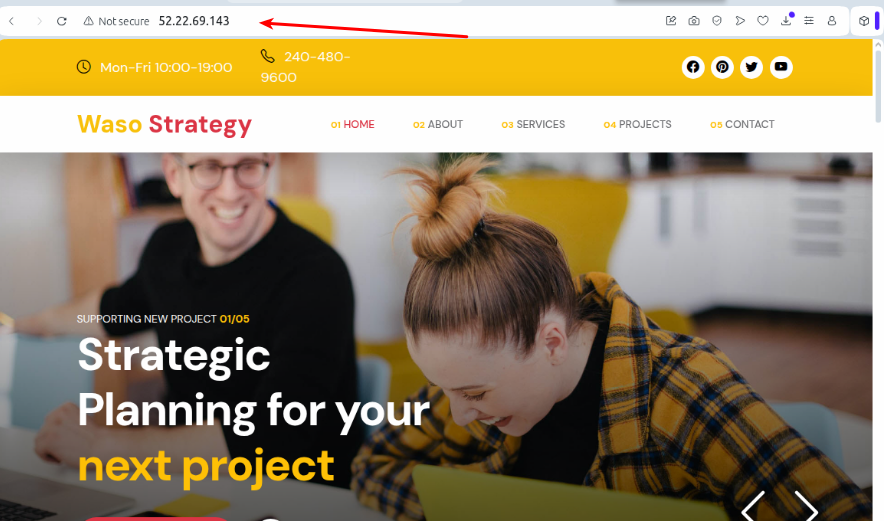 Not secure 52.22.69.143
Mon-Fri 10:00-19:00
240-480-
9600
Waso Strategy
01 HOME
02 ABOUT
03 SERVICES
04 PROJECTS
05 CONTACT
SUPPORTING NEW PROJECT 01/05
Strategic
Planning for your
next project